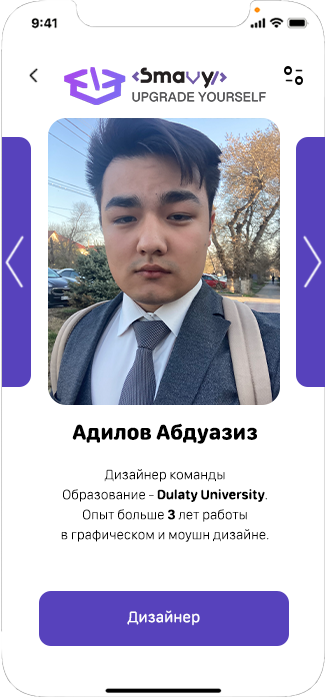 9:41
<Smavy/>
UPGRADE YOURSELF
Адилов Абдуазиз
Дизайнер команды
Образование - Dulaty University.
Опыт больше 3 лет работы
в графическом и моушн дизайне.
Дизайнер